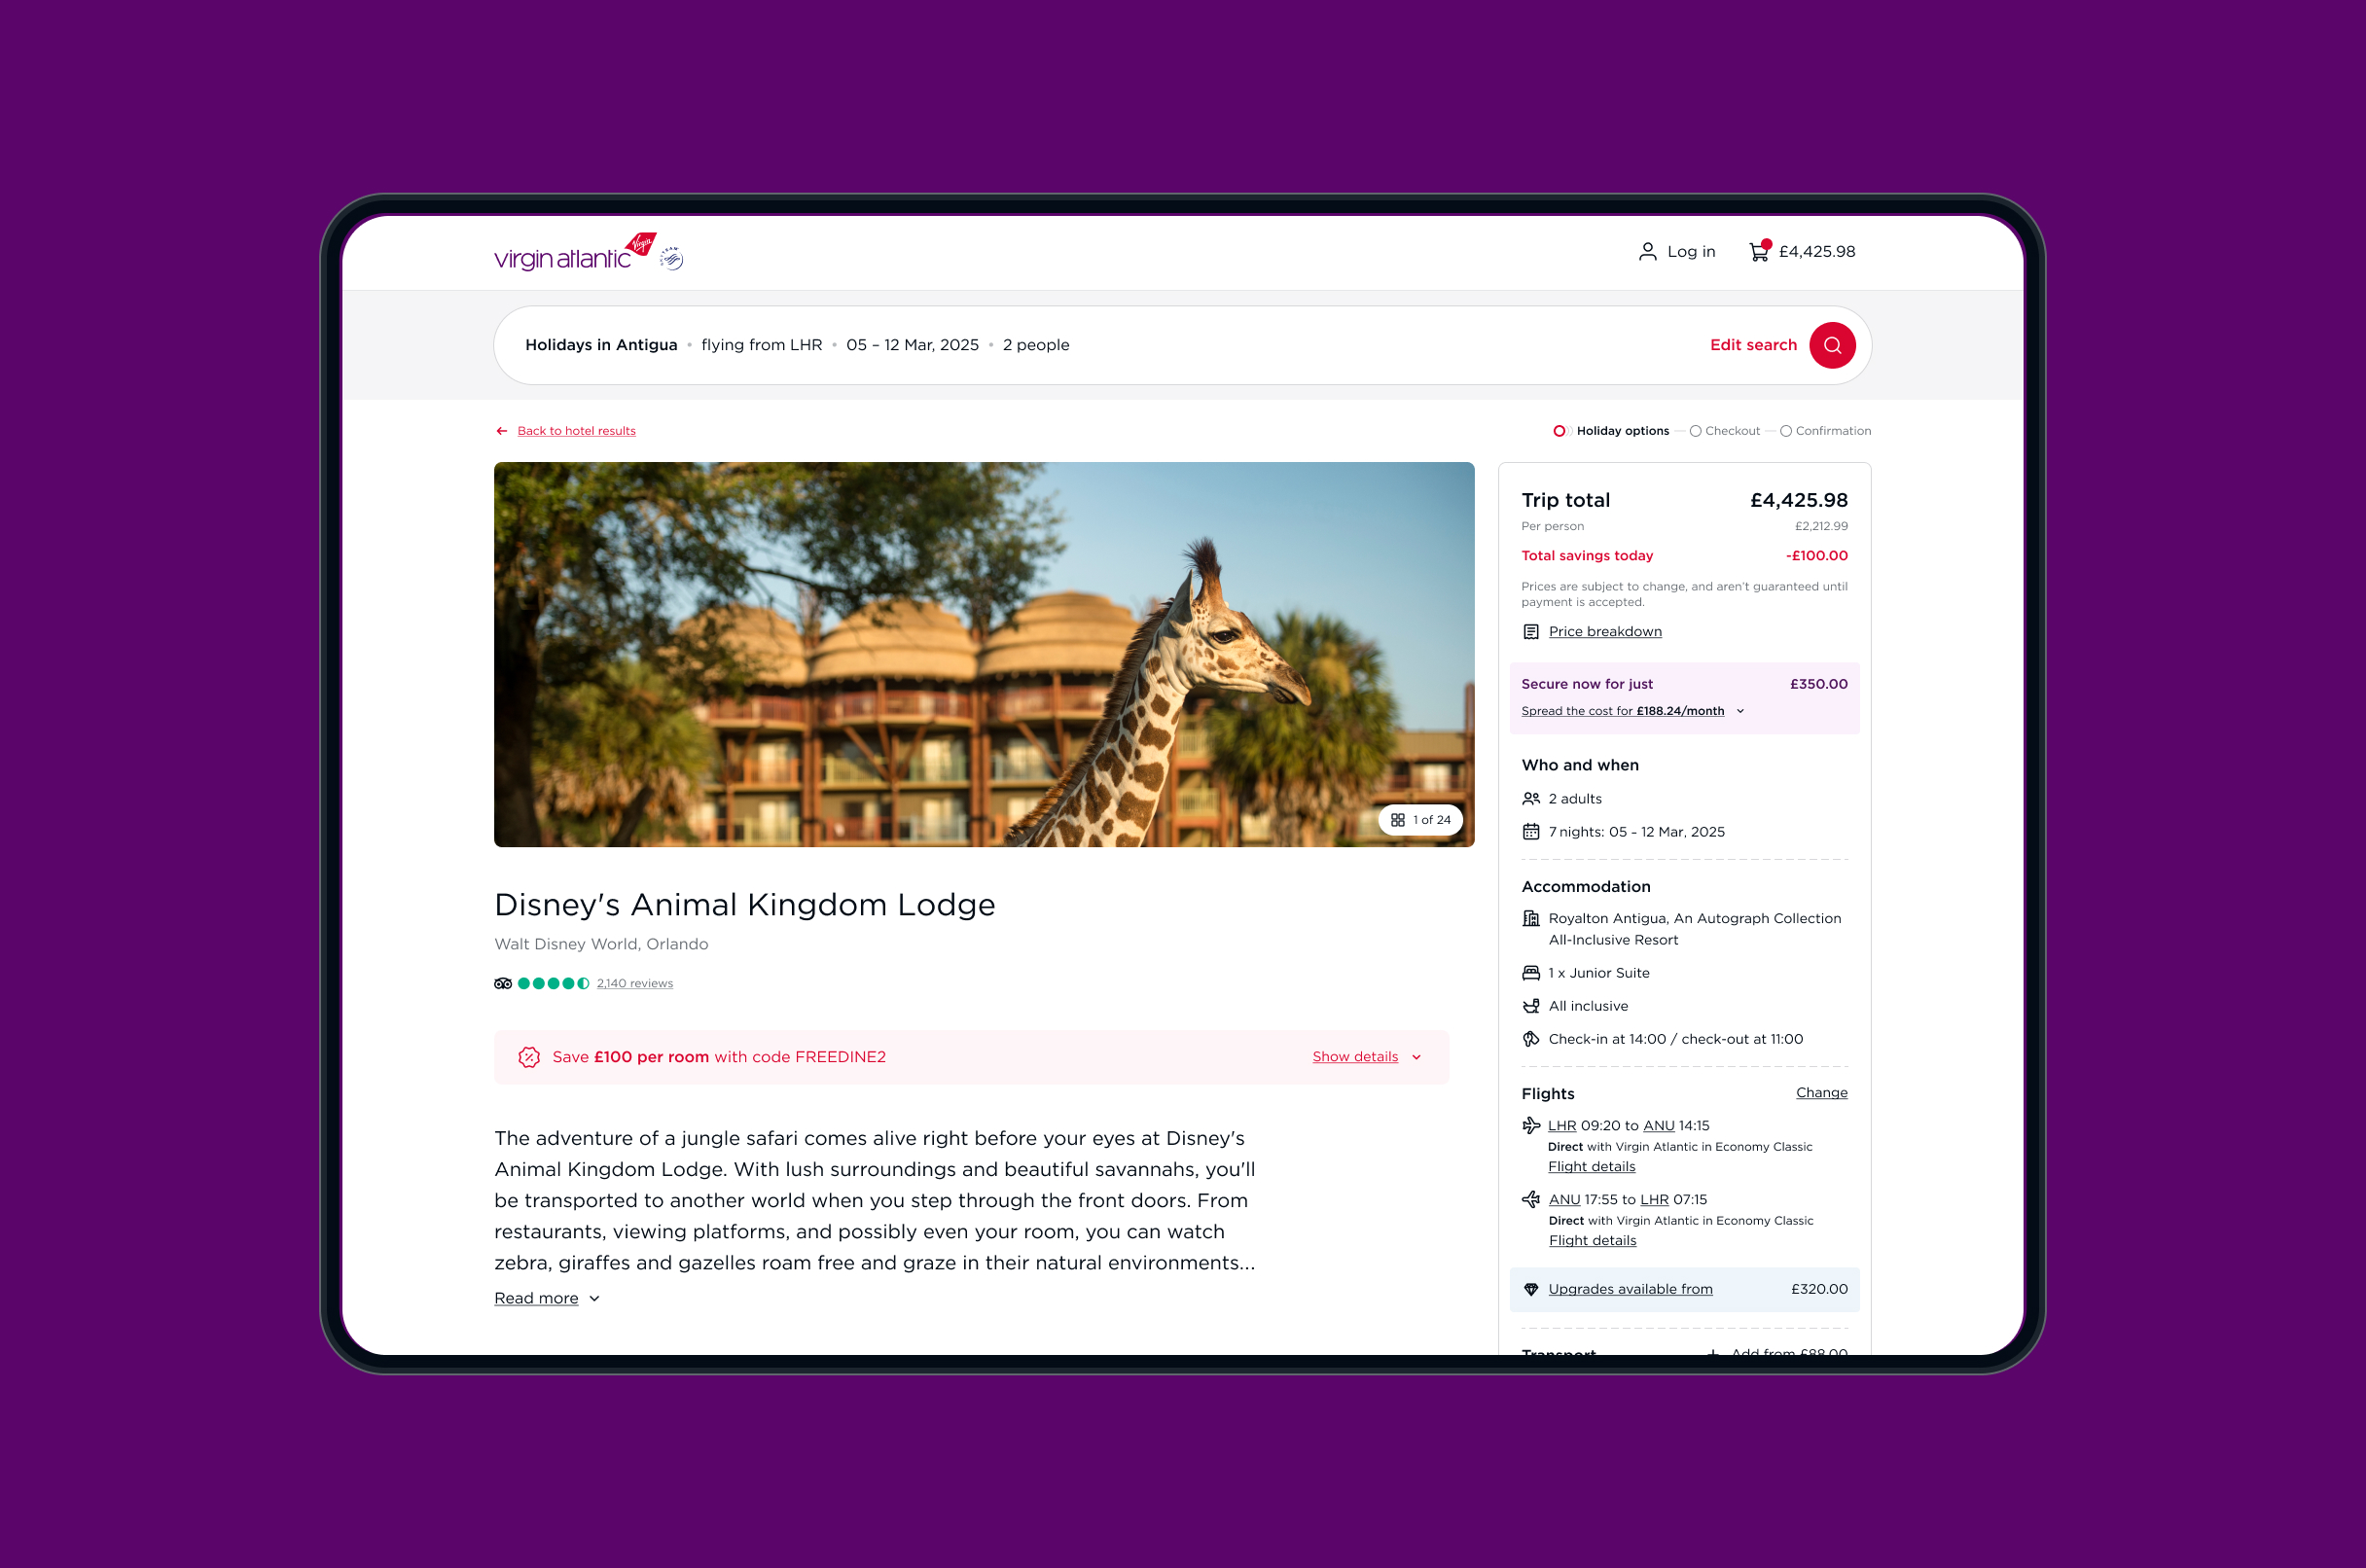 virgin atlantic
Virgin
Log in
£4,425.98
Holidays in Antigua • flying from LHR • 05 – 12 Mar, 2025 • 2 people
Edit search
Back to hotel results
Holiday options
Checkout
Confirmation
1 of 24
Disney's Animal Kingdom Lodge
Walt Disney World, Orlando
2,140 reviews
Save £100 per room with code FREEDINE2
Show details
The adventure of a jungle safari comes alive right before your eyes at Disney's
Animal Kingdom Lodge. With lush surroundings and beautiful savannahs, you'll
be transported to another world when you step through the front doors. From
restaurants, viewing platforms, and possibly even your room, you can watch
zebra, giraffes and gazelles roam free and graze in their natural environments...
Read more
Trip total £4,425.98
Per person £2,212.99
Total savings today -£100.00
Prices are subject to change, and aren't guaranteed until
payment is accepted.
Price breakdown
Secure now for just £350.00
Spread the cost for £188.24/month
Who and when
2 adults
7 nights: 05 - 12 Mar, 2025
Accommodation
Royalton Antigua, An Autograph Collection
All-Inclusive Resort
1 x Junior Suite
All inclusive
Check-in at 14:00 / check-out at 11:00
Flights Change
LHR 09:20 to ANU 14:15
Direct with Virgin Atlantic in Economy Classic
Flight details
ANU 17:55 to LHR 07:15
Direct with Virgin Atlantic in Economy Classic
Flight details
Upgrades available from £320.00
Transport + Add from £88.00